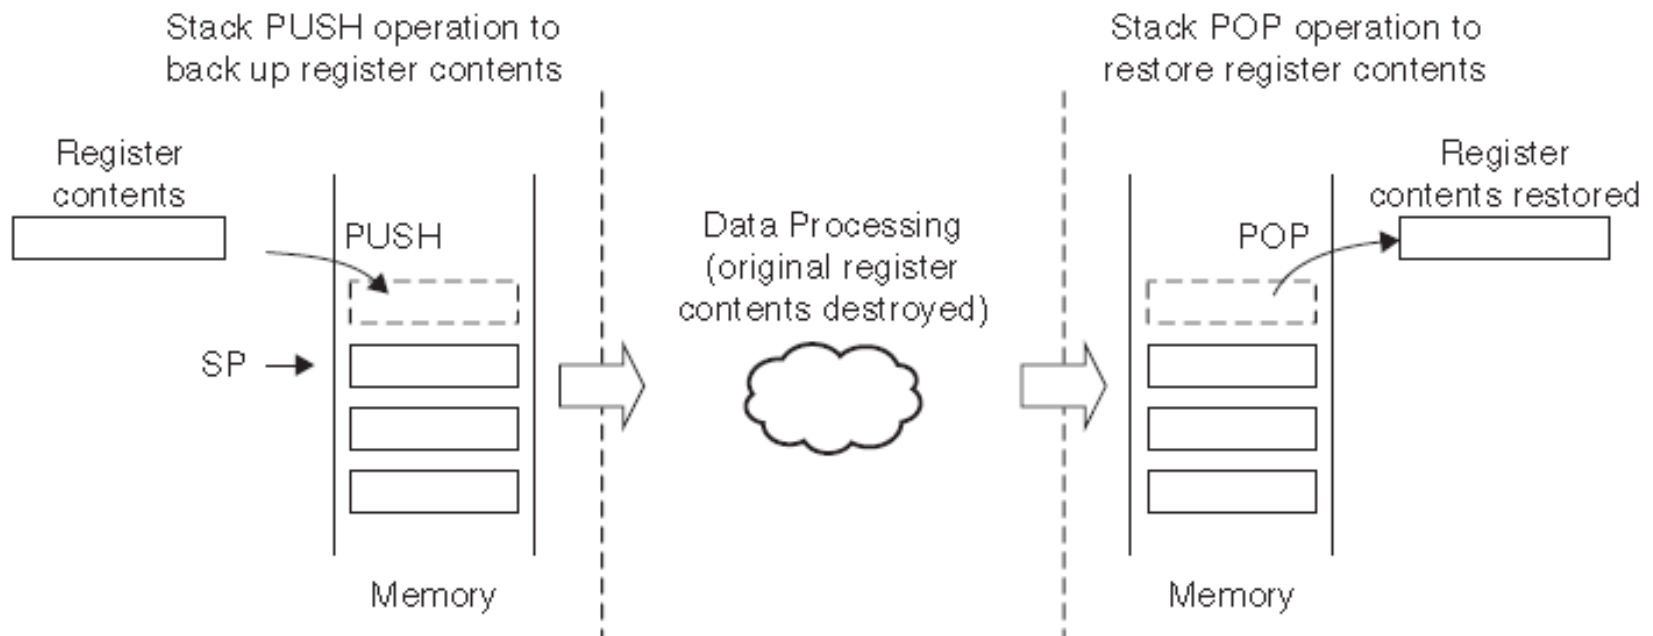 Stack PUSH operation to
back up register contents
Register
contents
PUSH
SP
Memory
Data Processing
(original register
contents destroyed)
Stack POP operation to
restore register contents
Register
contents restored
POP
Memory